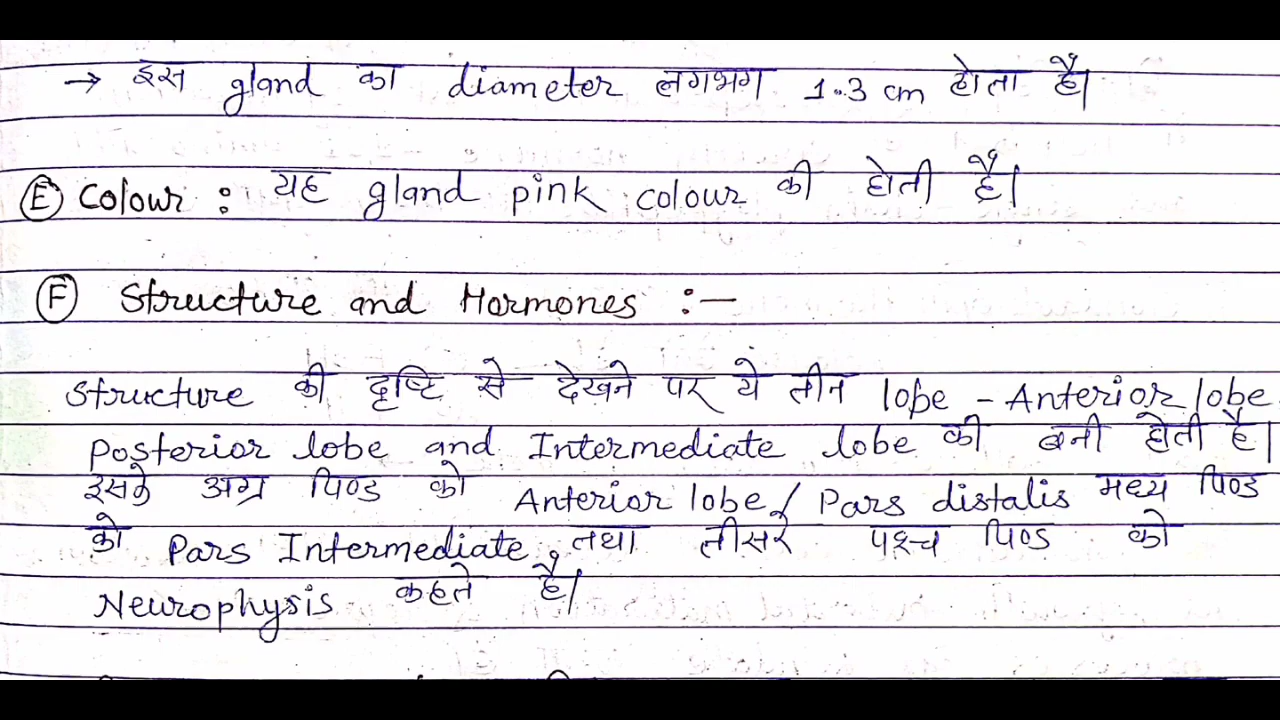 → इस gland का diameter लगभग 1.3 cm होता है।
Ⓔ Colour : यह gland pink colour की होती है।
Ⓕ Structure and Hormones :-
Structure की दृष्टि से देखने पर ये तीन lobe - Anterior lobe
Posterior lobe and Intermediate lobe की बनी होती है।
इसके अग्र पिण्ड को Anterior lobe/ Pars distalis मध्य पिण्ड
को Pars Intermediate, तथा तीसरे पश्च पिण्ड को
Neurophysis कहते है।